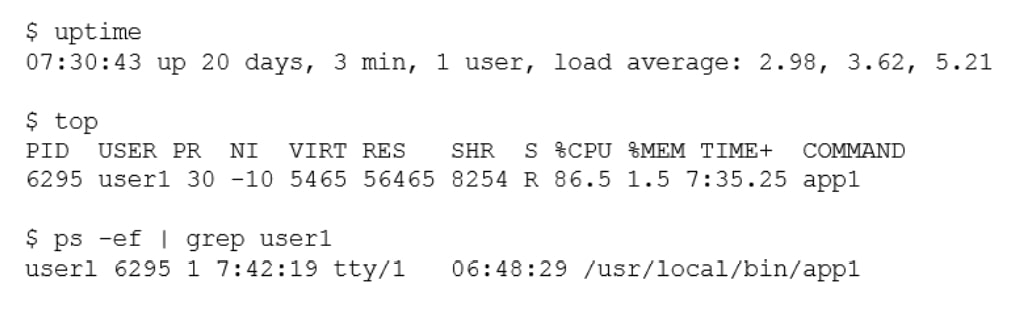 $ uptime
07:30:43 up 20 days, 3 min, 1 user, load average: 2.98, 3.62, 5.21
$ top
PID USER PR NI VIRT RES SHR S %CPU %MEM TIME+ COMMAND
6295 user1 30 -10 5465 56465 8254 R 86.5 1.5 7:35.25 app1
$ ps -ef | grep user1
userl 6295 1 7:42:19 tty/1 06:48:29 /usr/local/bin/app1